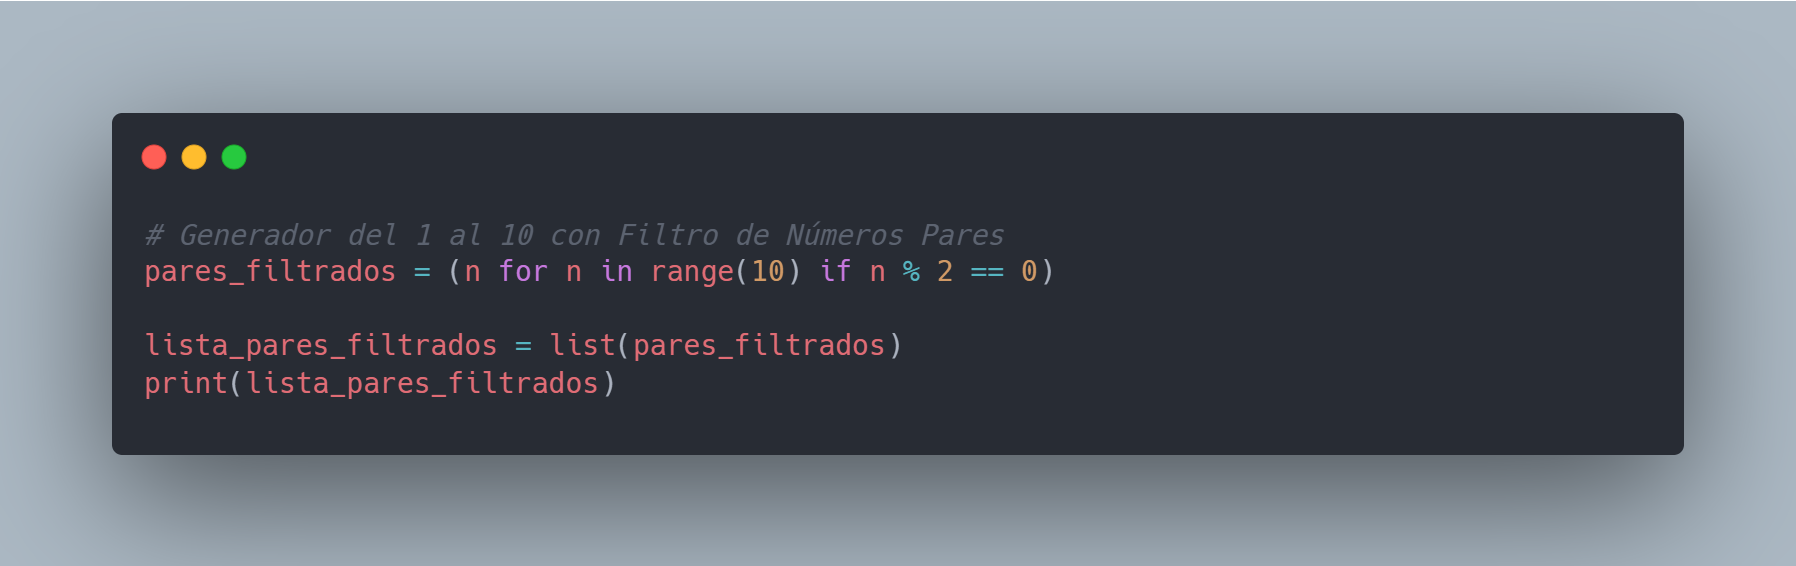 # Generador del 1 al 10 con Filtro de Números Pares
pares_filtrados = (n for n in range(10) if n % 2 == 0)
lista_pares_filtrados = list(pares_filtrados)
print(lista_pares_filtrados)